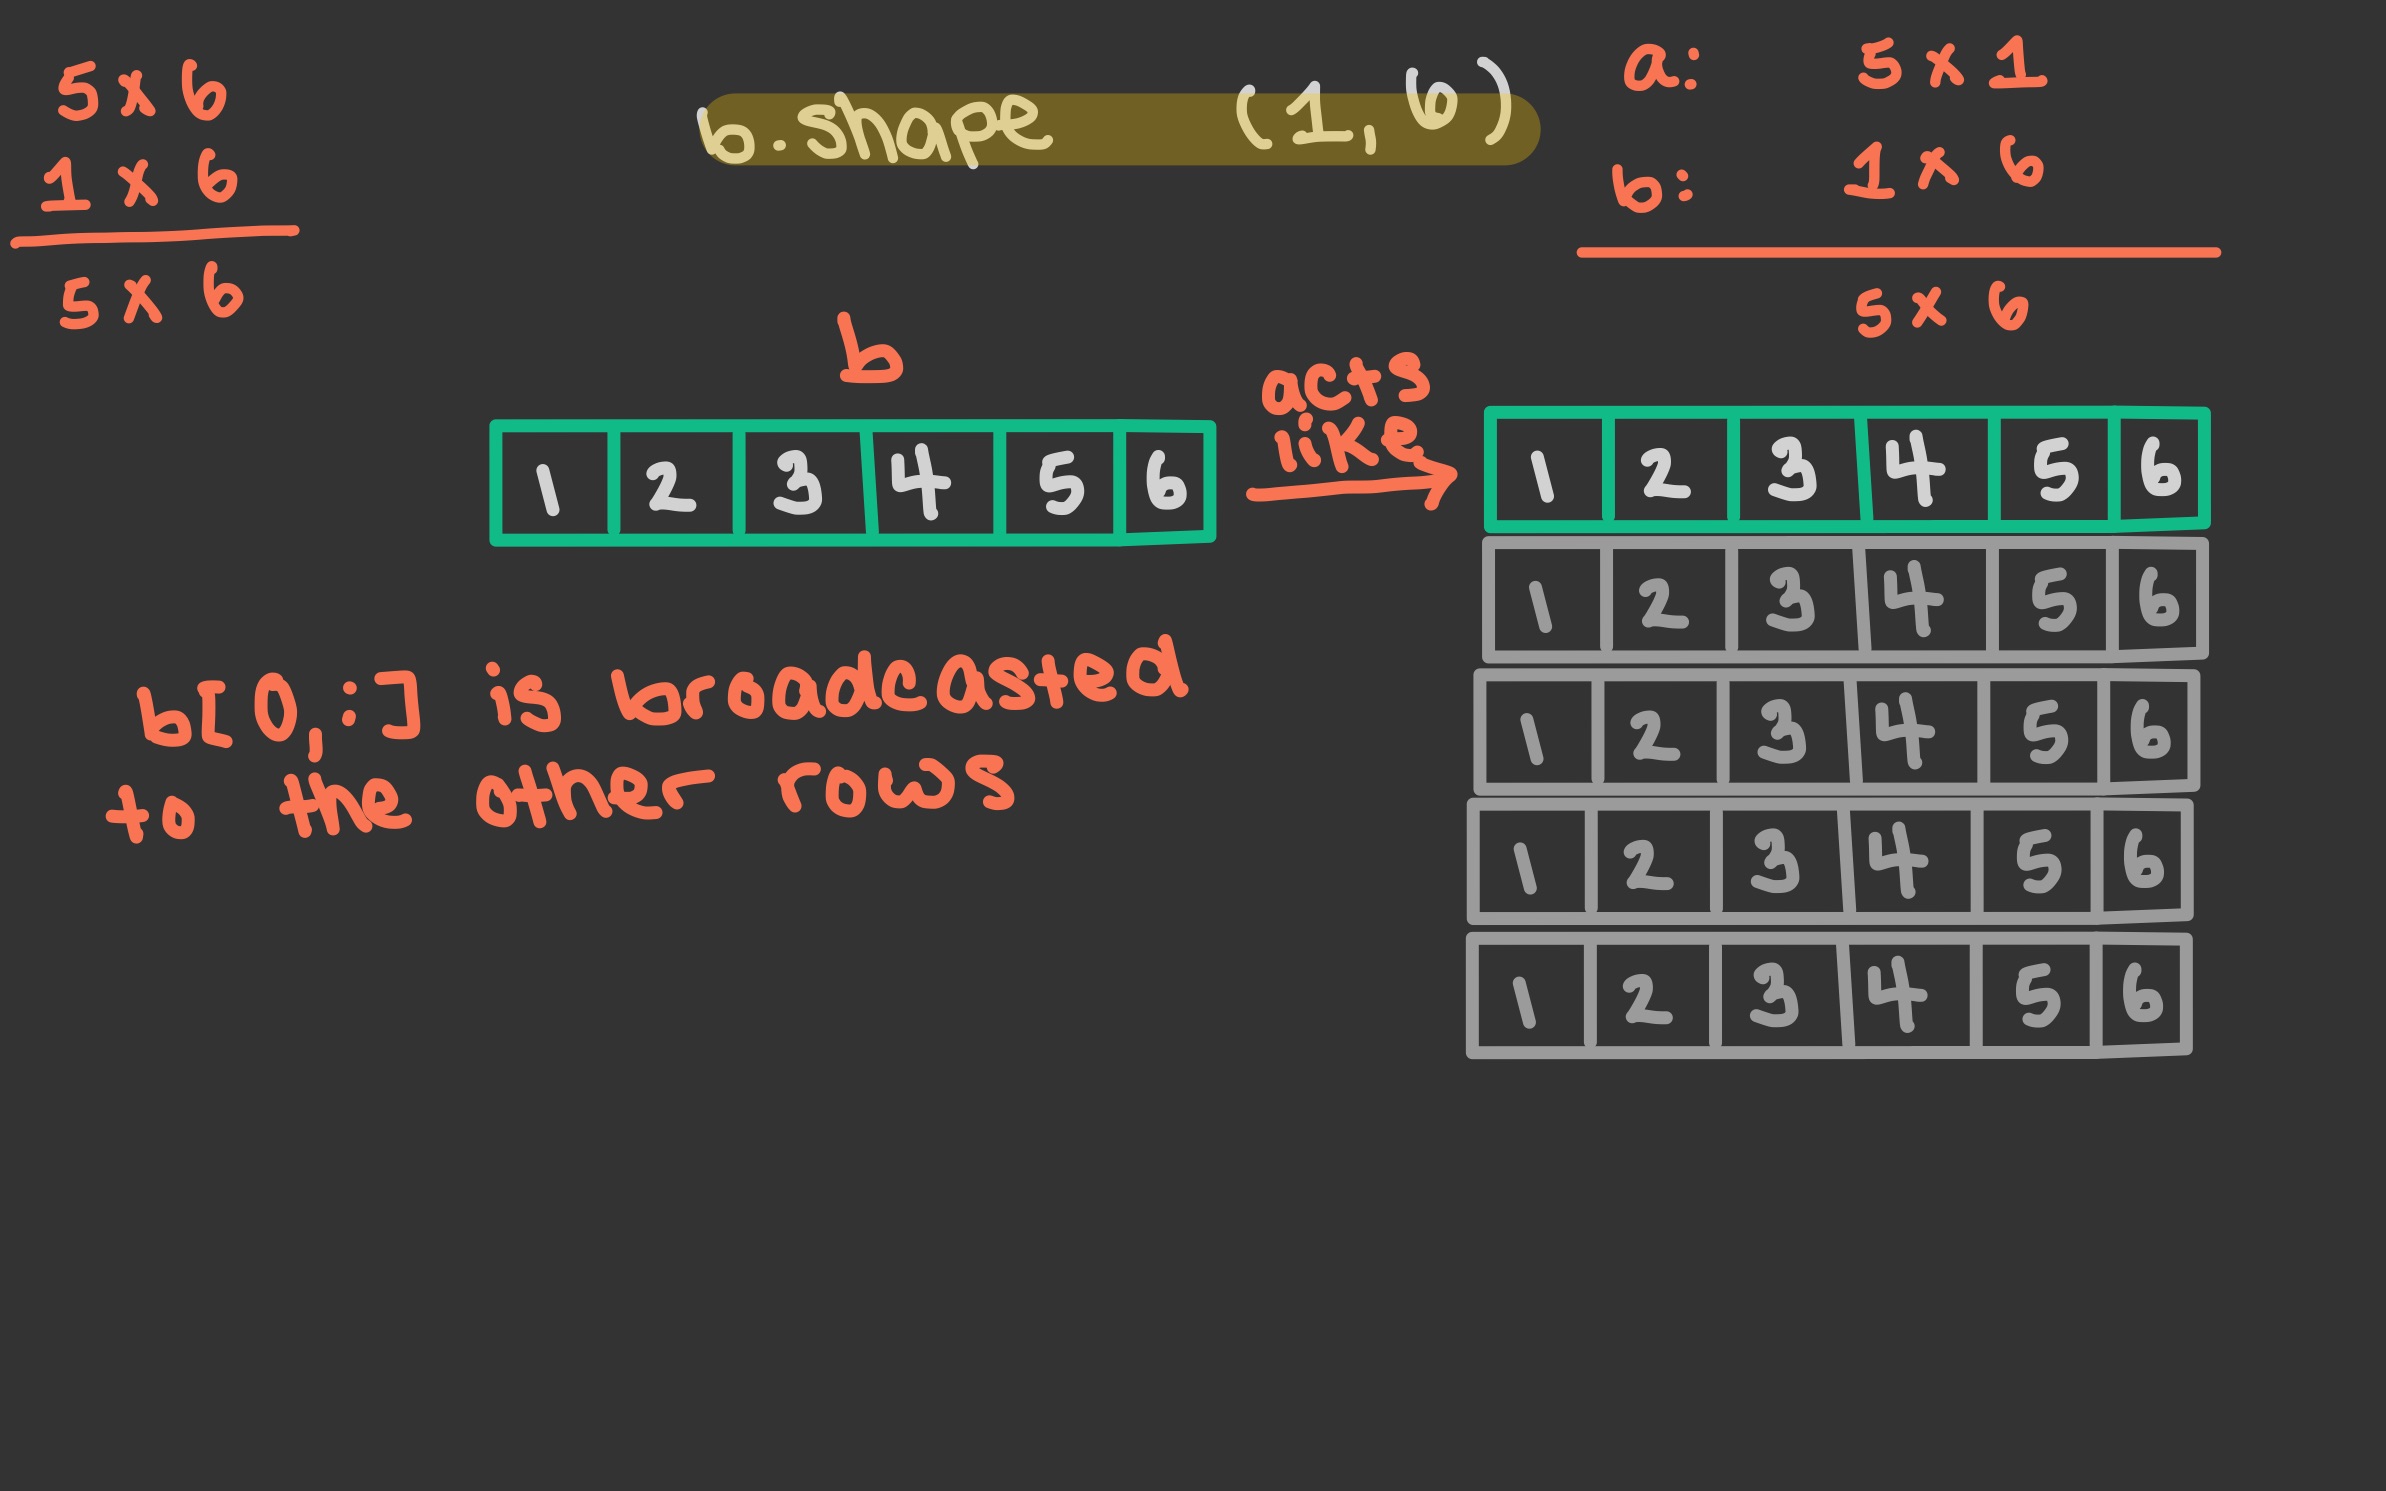 5 x 6
1 x 6
5 x 6
b.shape (1, 6)
a: 5 x 1
b: 1 x 6
5 x 6
b
1 2 3 4 5 6
acts
like
1 2 3 4 5 6
1 2 3 4 5 6
1 2 3 4 5 6
1 2 3 4 5 6
1 2 3 4 5 6
b[0,:] is broadcasted
to the other rows